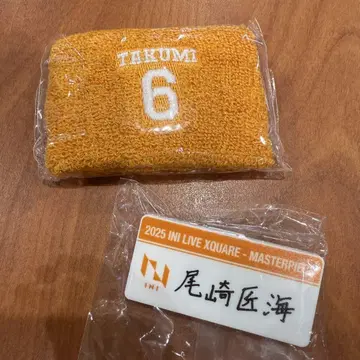 TAKUMi
6
2025 INI LIVE XQUARE - MASTERPIECE
INI
尾崎匠海